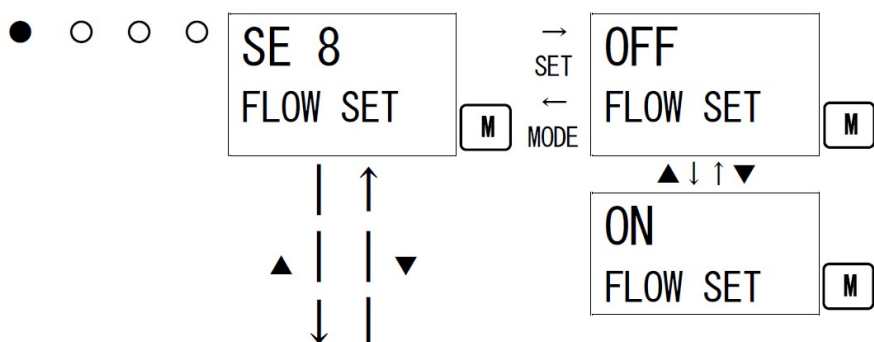 ● ○ ○ ○
SE 8
FLOW SET
M
→
SET
←
MODE
OFF
FLOW SET
M
▲↓↑▼
ON
FLOW SET
M
▲ ↓ ↑ ▼